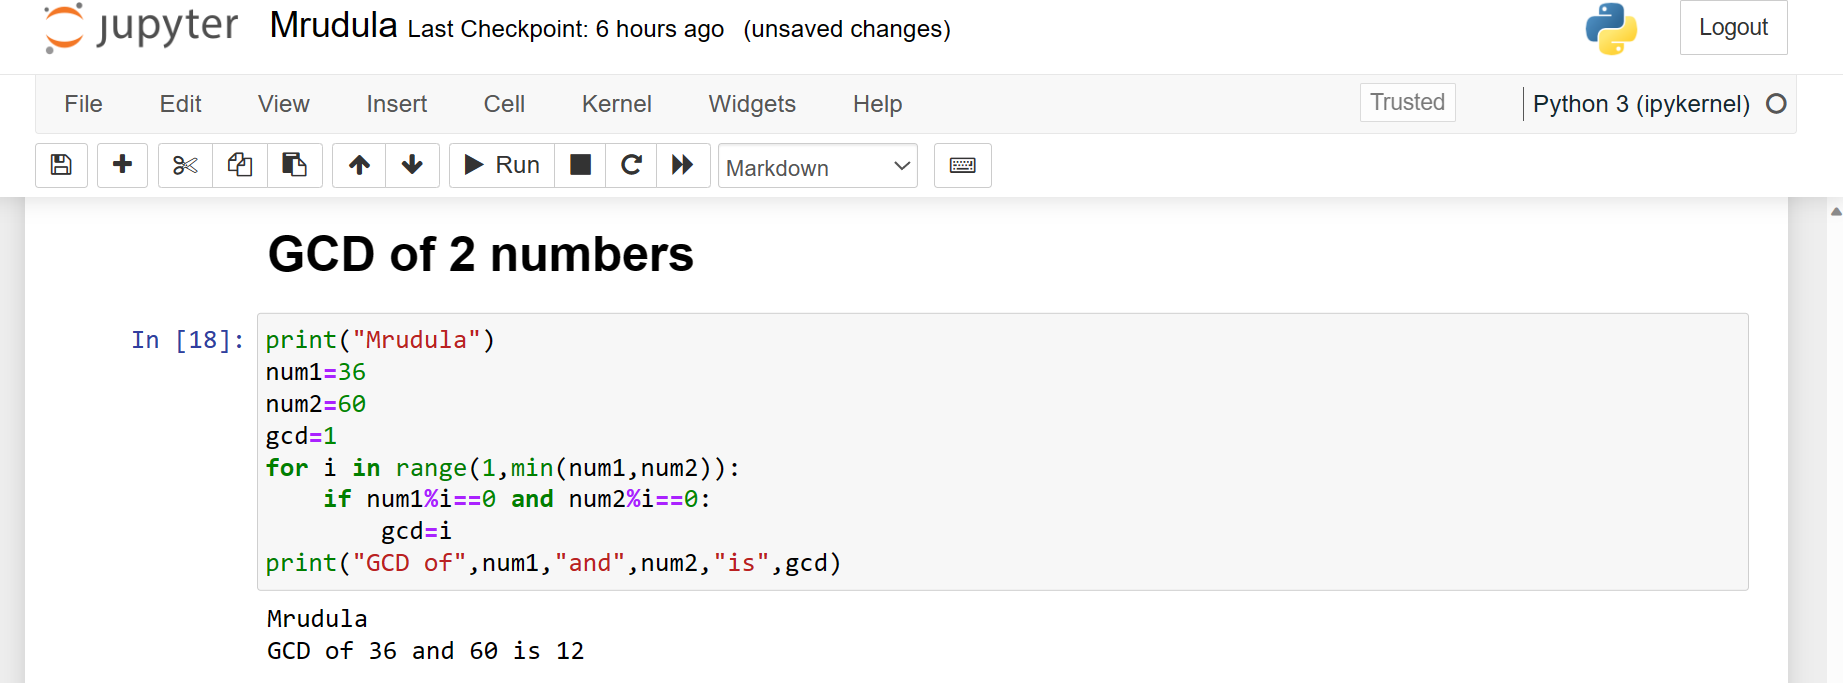 jupyter Mrudula Last Checkpoint: 6 hours ago (unsaved changes) Logout
File Edit View Insert Cell Kernel Widgets Help Trusted Python 3 (ipykernel)
Run Markdown
GCD of 2 numbers
In [18]: print("Mrudula")
num1=36
num2=60
gcd=1
for i in range(1,min(num1,num2)):
    if num1%i==0 and num2%i==0:
        gcd=i
print("GCD of",num1,"and",num2,"is",gcd)
Mrudula
GCD of 36 and 60 is 12